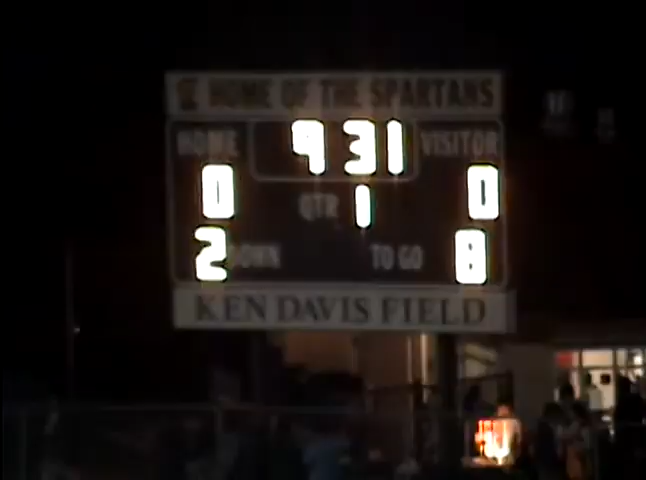 HOME OF THE SPARTANS
HOME 9 31 VISITOR
0 QTR 1 0
2 DOWN TO GO 8
KEN DAVIS FIELD